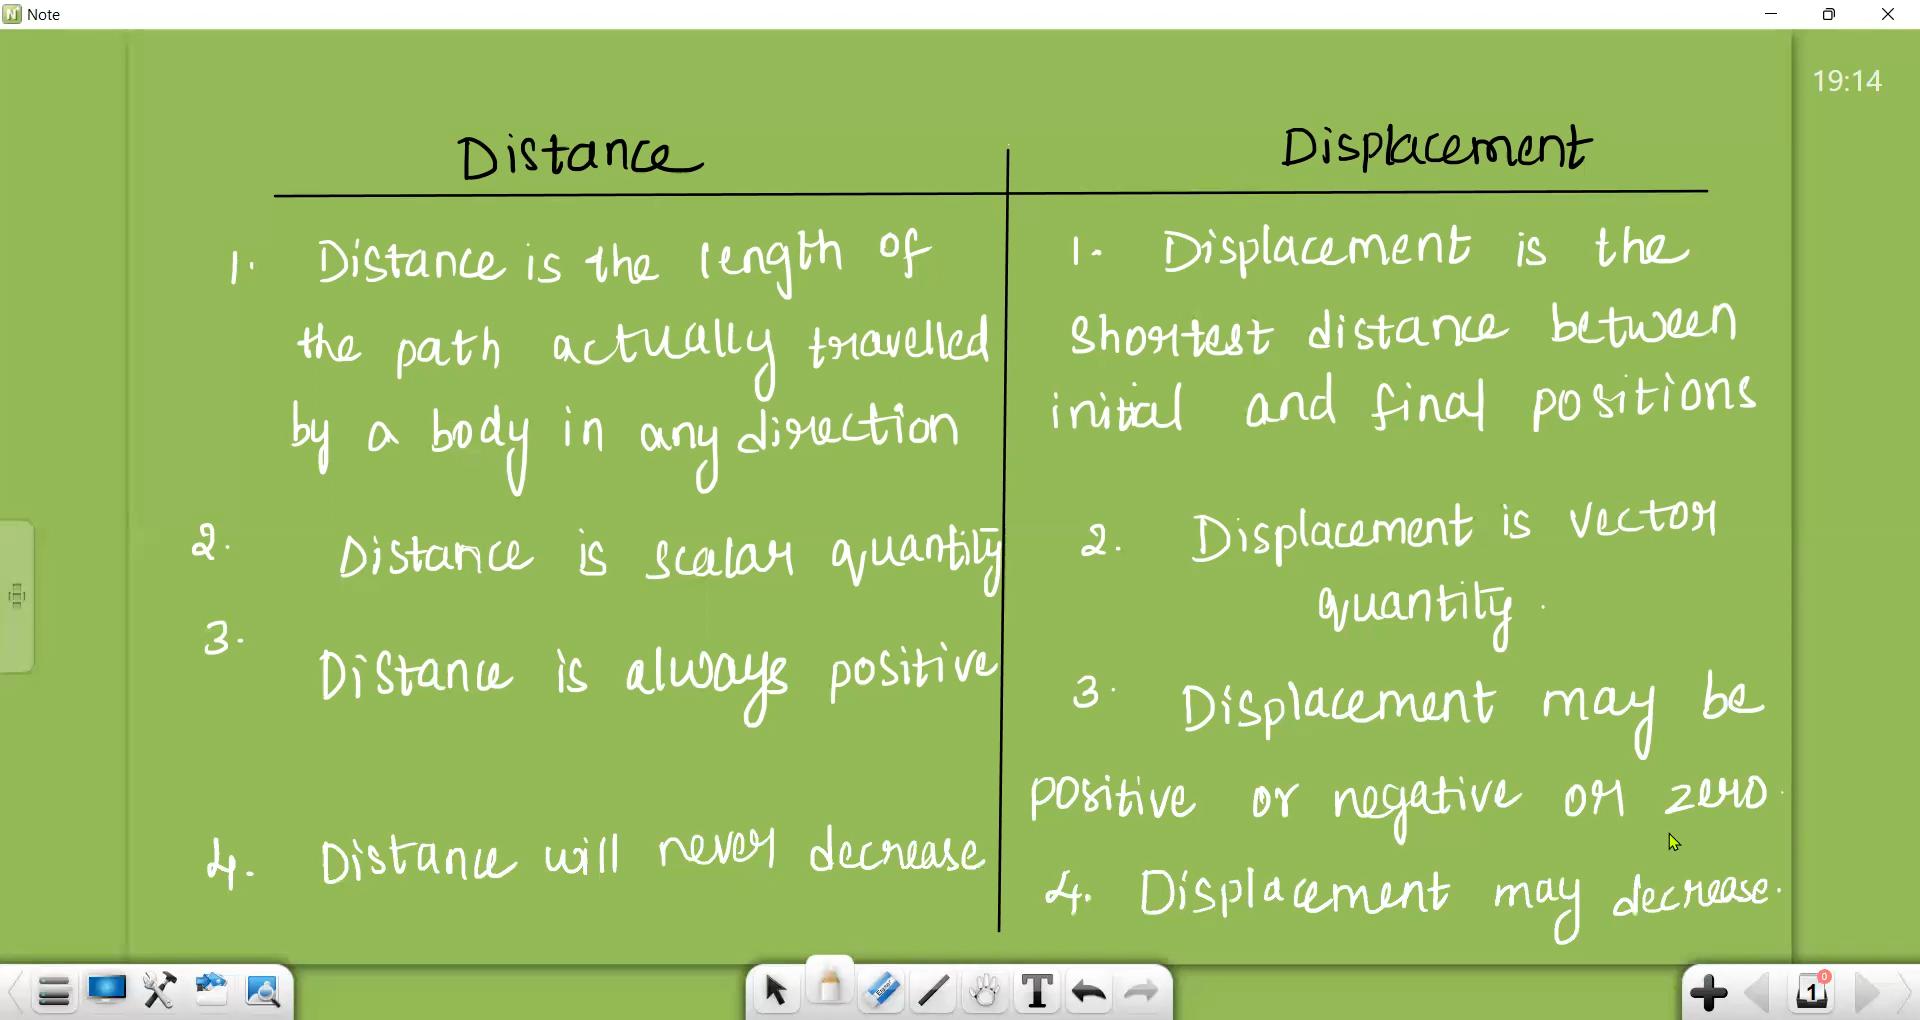 Note
19:14
Distance
Displacement
1. Distance is the length of
the path actually travelled
by a body in any direction
2. Distance is scalar quantity
3.
Distance is always positive
4. Distance will never decrease
1. Displacement is the
shortest distance between
initial and final positions
2. Displacement is vector
quantity.
3. Displacement may be
positive or negative or zero.
4. Displacement may decrease.
T
1
0